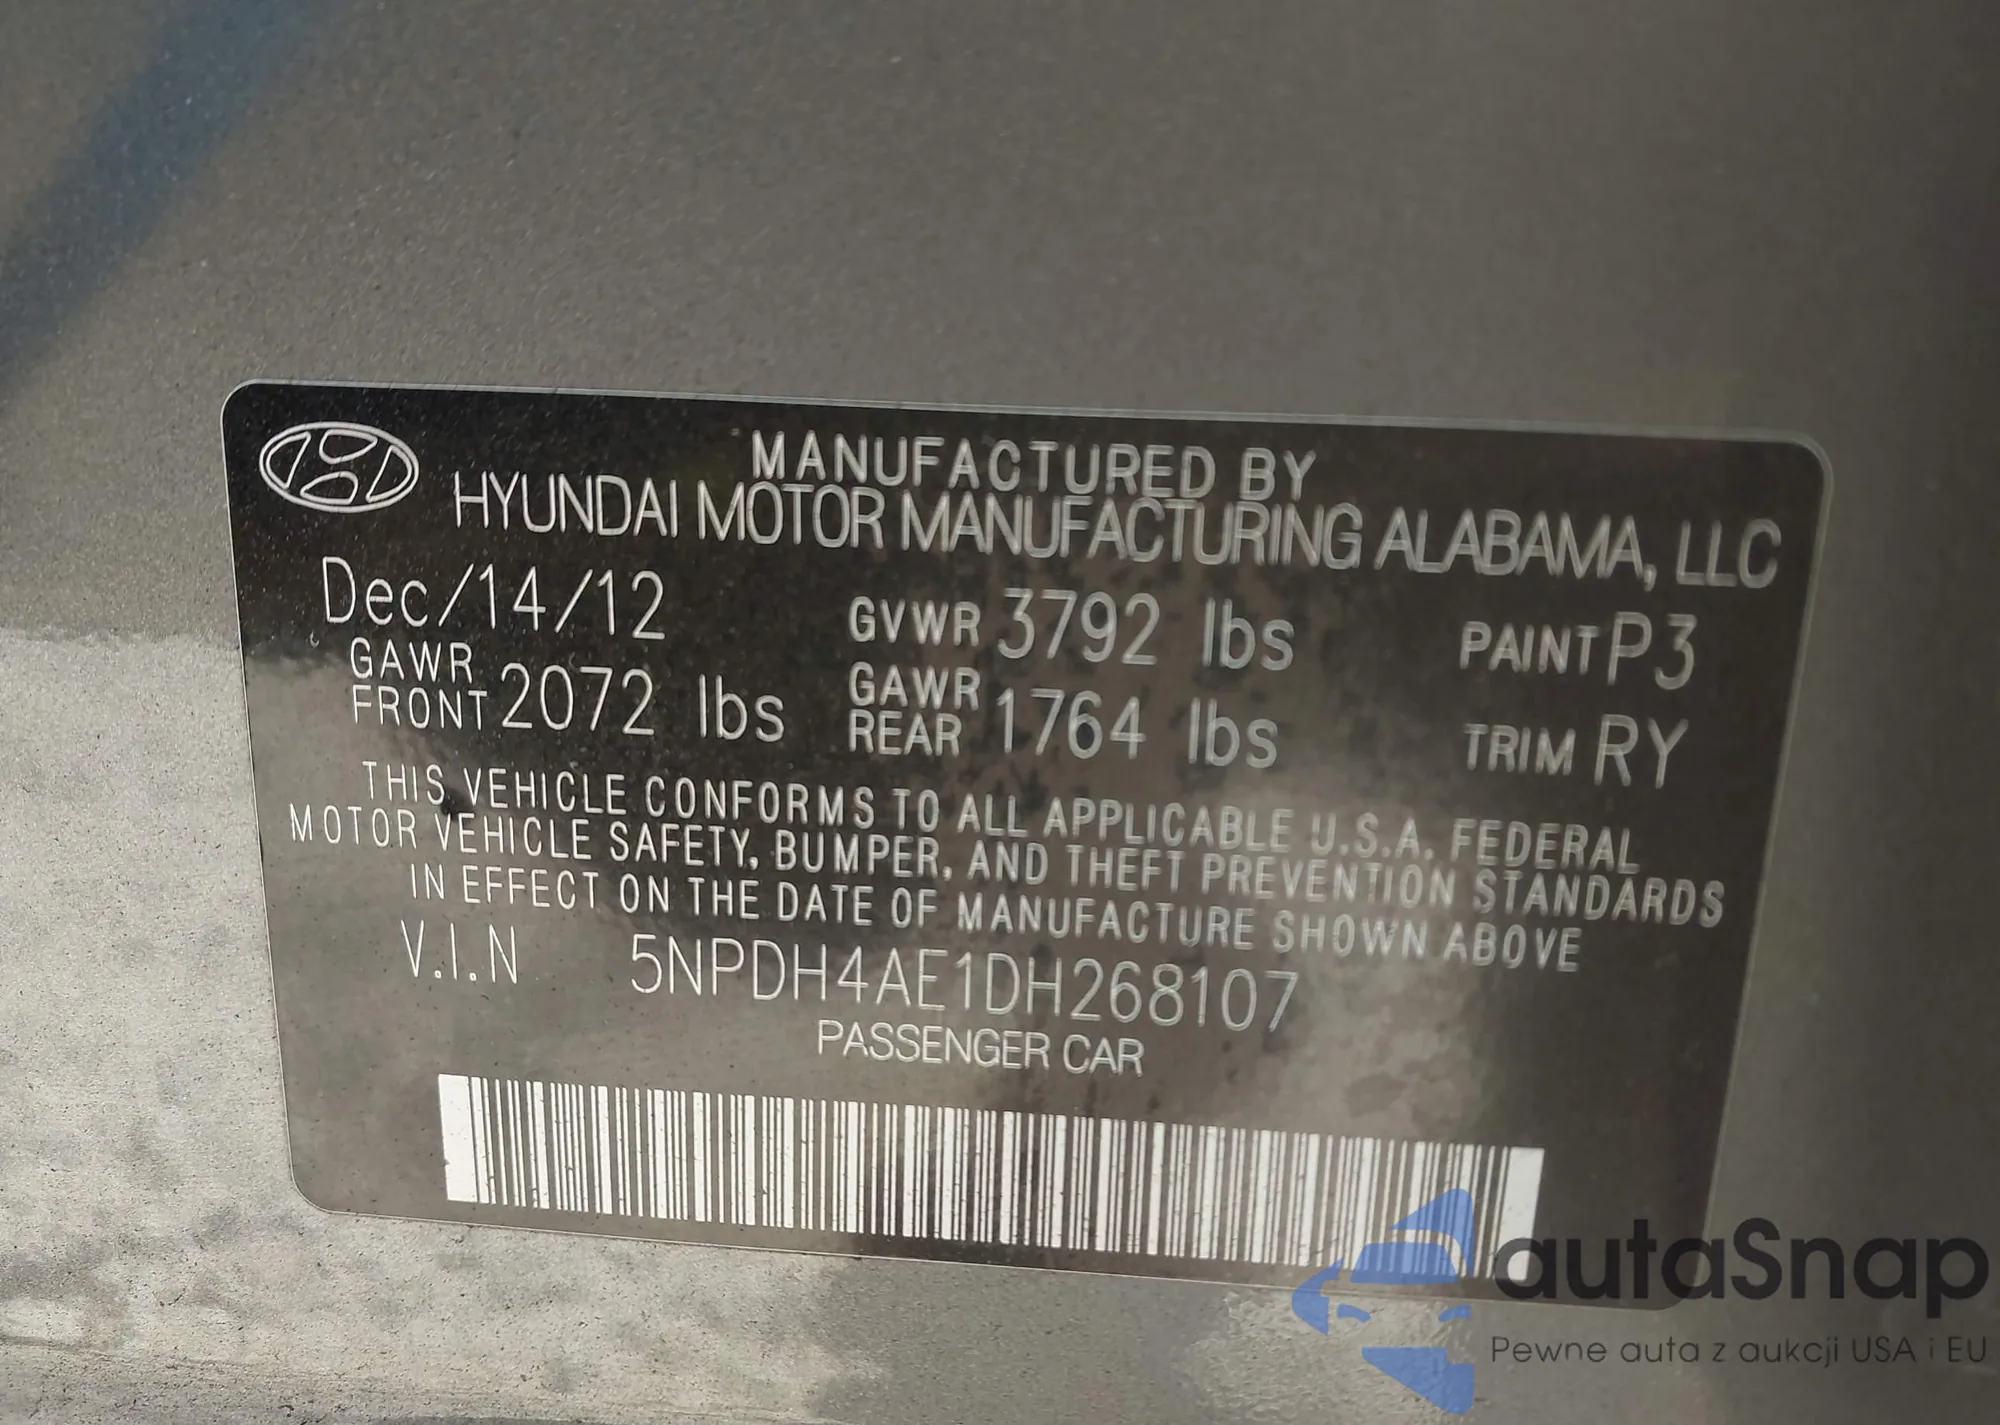 MANUFACTURED BY
HYUNDAI MOTOR MANUFACTURING ALABAMA, LLC
Dec/14/12 GVWR 3792 lbs PAINT P3
GAWR FRONT 2072 lbs GAWR REAR 1764 lbs TRIM RY
THIS VEHICLE CONFORMS TO ALL APPLICABLE U.S.A. FEDERAL
MOTOR VEHICLE SAFETY, BUMPER, AND THEFT PREVENTION STANDARDS
IN EFFECT ON THE DATE OF MANUFACTURE SHOWN ABOVE
V.I.N 5NPDH4AE1DH268107
PASSENGER CAR
autaSnap
Pewne auta z aukcji USA i EU